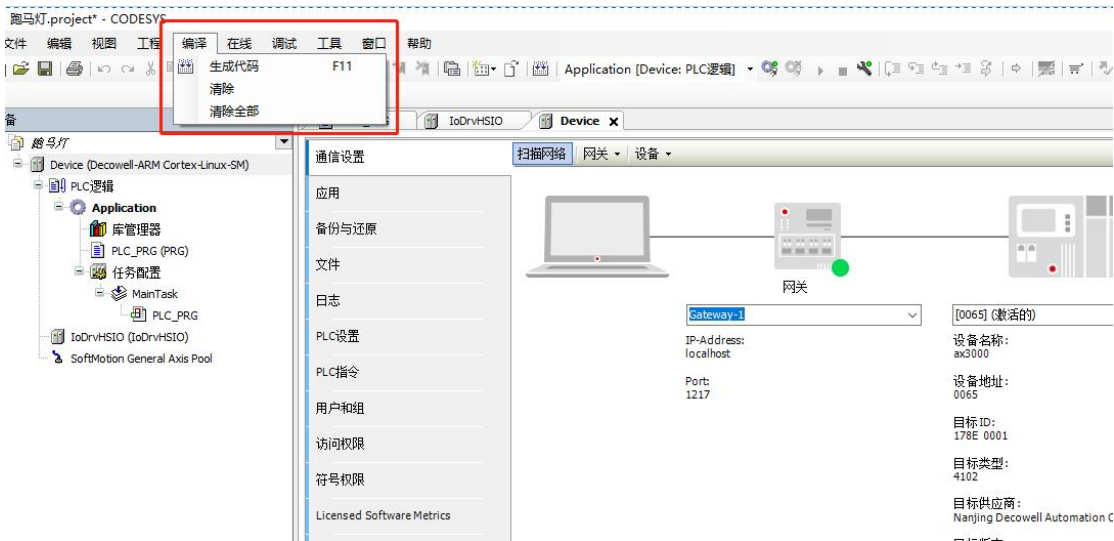 跑马灯.project* - CODESYS
文件 编辑 视图 工程 编译 在线 调试 工具 窗口 帮助
生成代码 F11
清除
清除全部
Application [Device: PLC逻辑]
备
IoDrvHSIO
Device
跑马灯
Device (Decowell-ARM Cortex-Linux-SM)
PLC逻辑
Application
库管理器
PLC_PRG (PRG)
任务配置
MainTask
PLC_PRG
IoDrvHSIO (IoDrvHSIO)
SoftMotion General Axis Pool
通信设置
应用
备份与还原
文件
日志
PLC设置
PLC指令
用户和组
访问权限
符号权限
Licensed Software Metrics
扫描网络 网关 设备
网关
Gateway-1
IP-Address:
localhost
Port:
1217
[0065] (激活的)
设备名称:
ax3000
设备地址:
0065
目标ID:
178E 0001
目标类型:
4102
目标供应商:
Nanjing Decowell Automation C